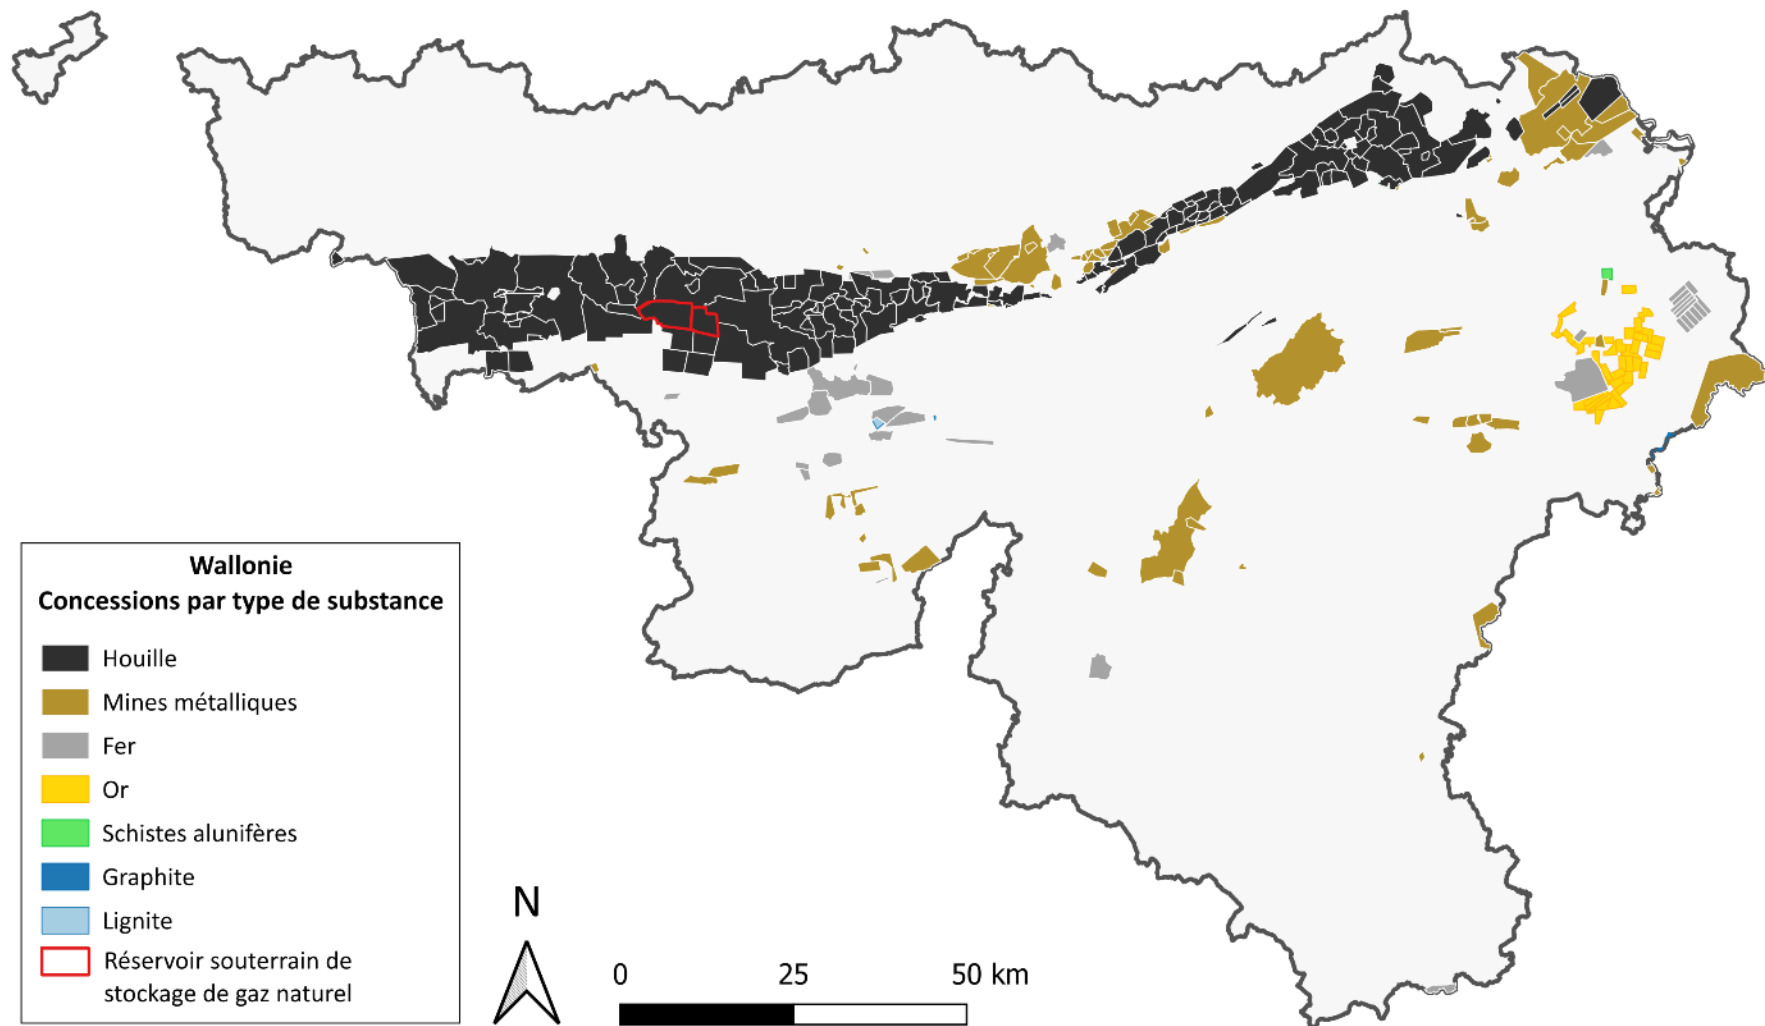 Wallonie
Concessions par type de substance
Houille
Mines métalliques
Fer
Or
Schistes alunifères
Graphite
Lignite
Réservoir souterrain de
stockage de gaz naturel
N
0 25 50 km